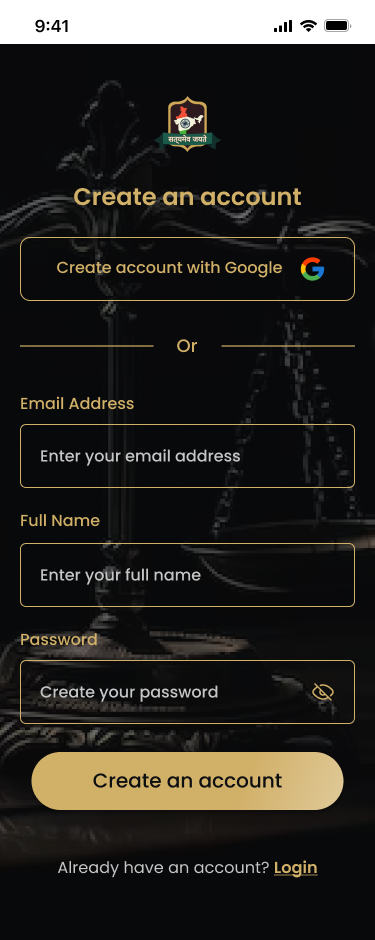 9:41
सत्यमेव जयते
Create an account
Create account with Google
Or
Email Address
Enter your email address
Full Name
Enter your full name
Password
Create your password
Create an account
Already have an account? Login